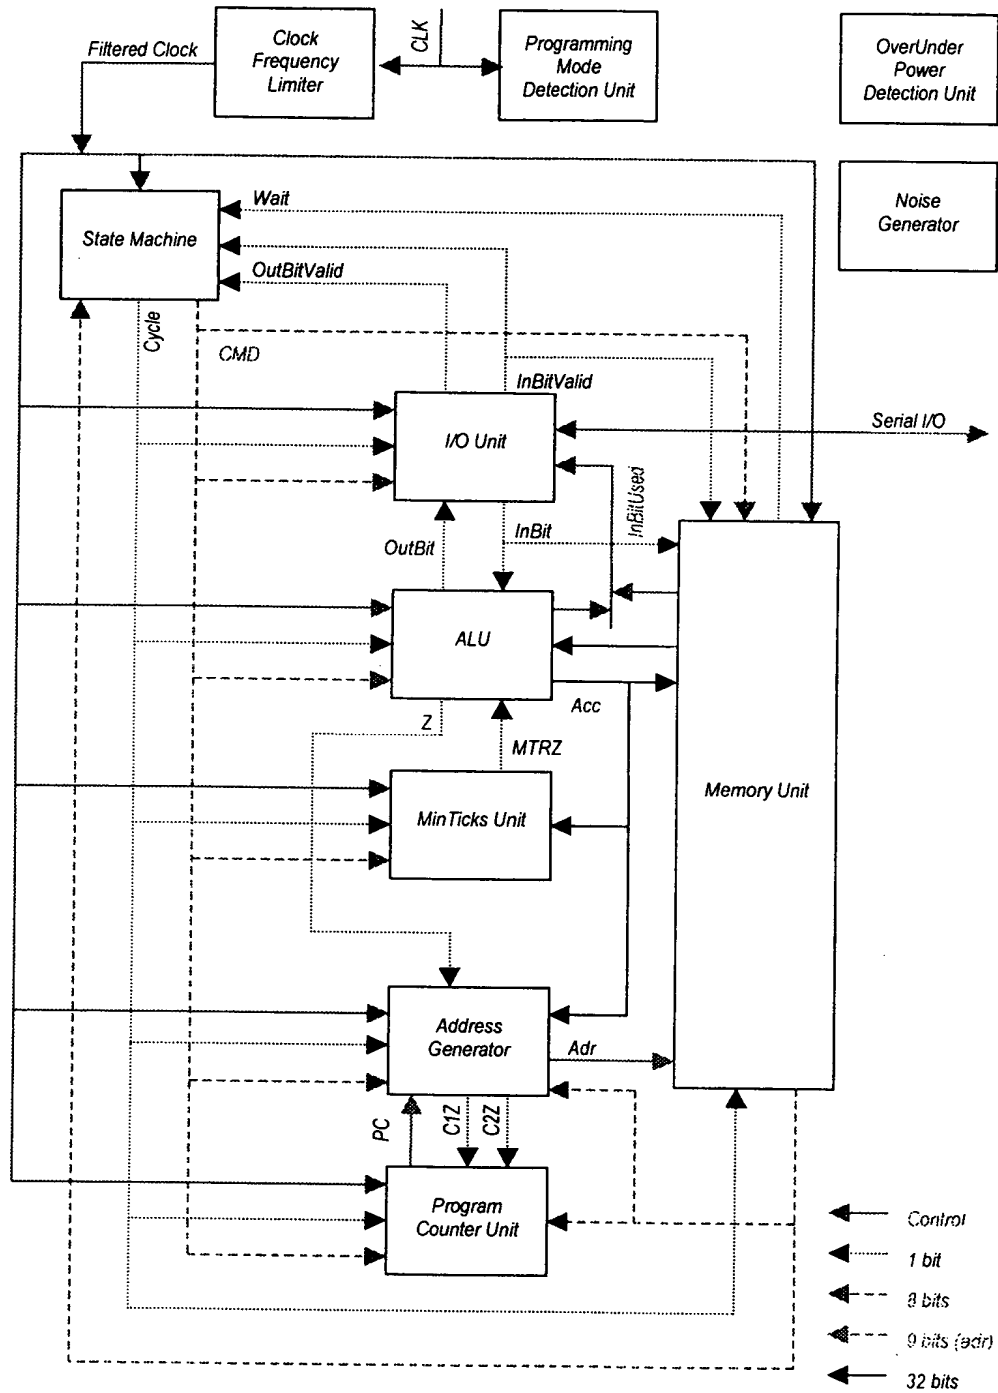 Filtered Clock
Clock
Frequency
Limiter
CLK
Programming
Mode
Detection Unit
OverUnder
Power
Detection Unit
State Machine
Wait
OutBitValid
Noise
Generator
Cycle
CMD
InBitValid
I/O Unit
Serial I/O
OutBit
InBit
InBitUsed
ALU
Z
Acc
MTRZ
MinTicks Unit
Memory Unit
Address
Generator
Adr
PC
C1Z
C2Z
Program
Counter Unit
Control
1 bit
8 bits
9 bits (adr)
32 bits